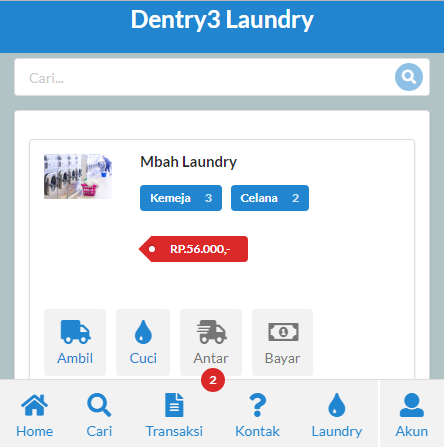 Dentry3 Laundry
Cari...
Mbah Laundry
Kemeja 3 Celana 2
RP.56.000,-
Ambil Cuci Antar Bayar
2
Home Cari Transaksi Kontak Laundry Akun